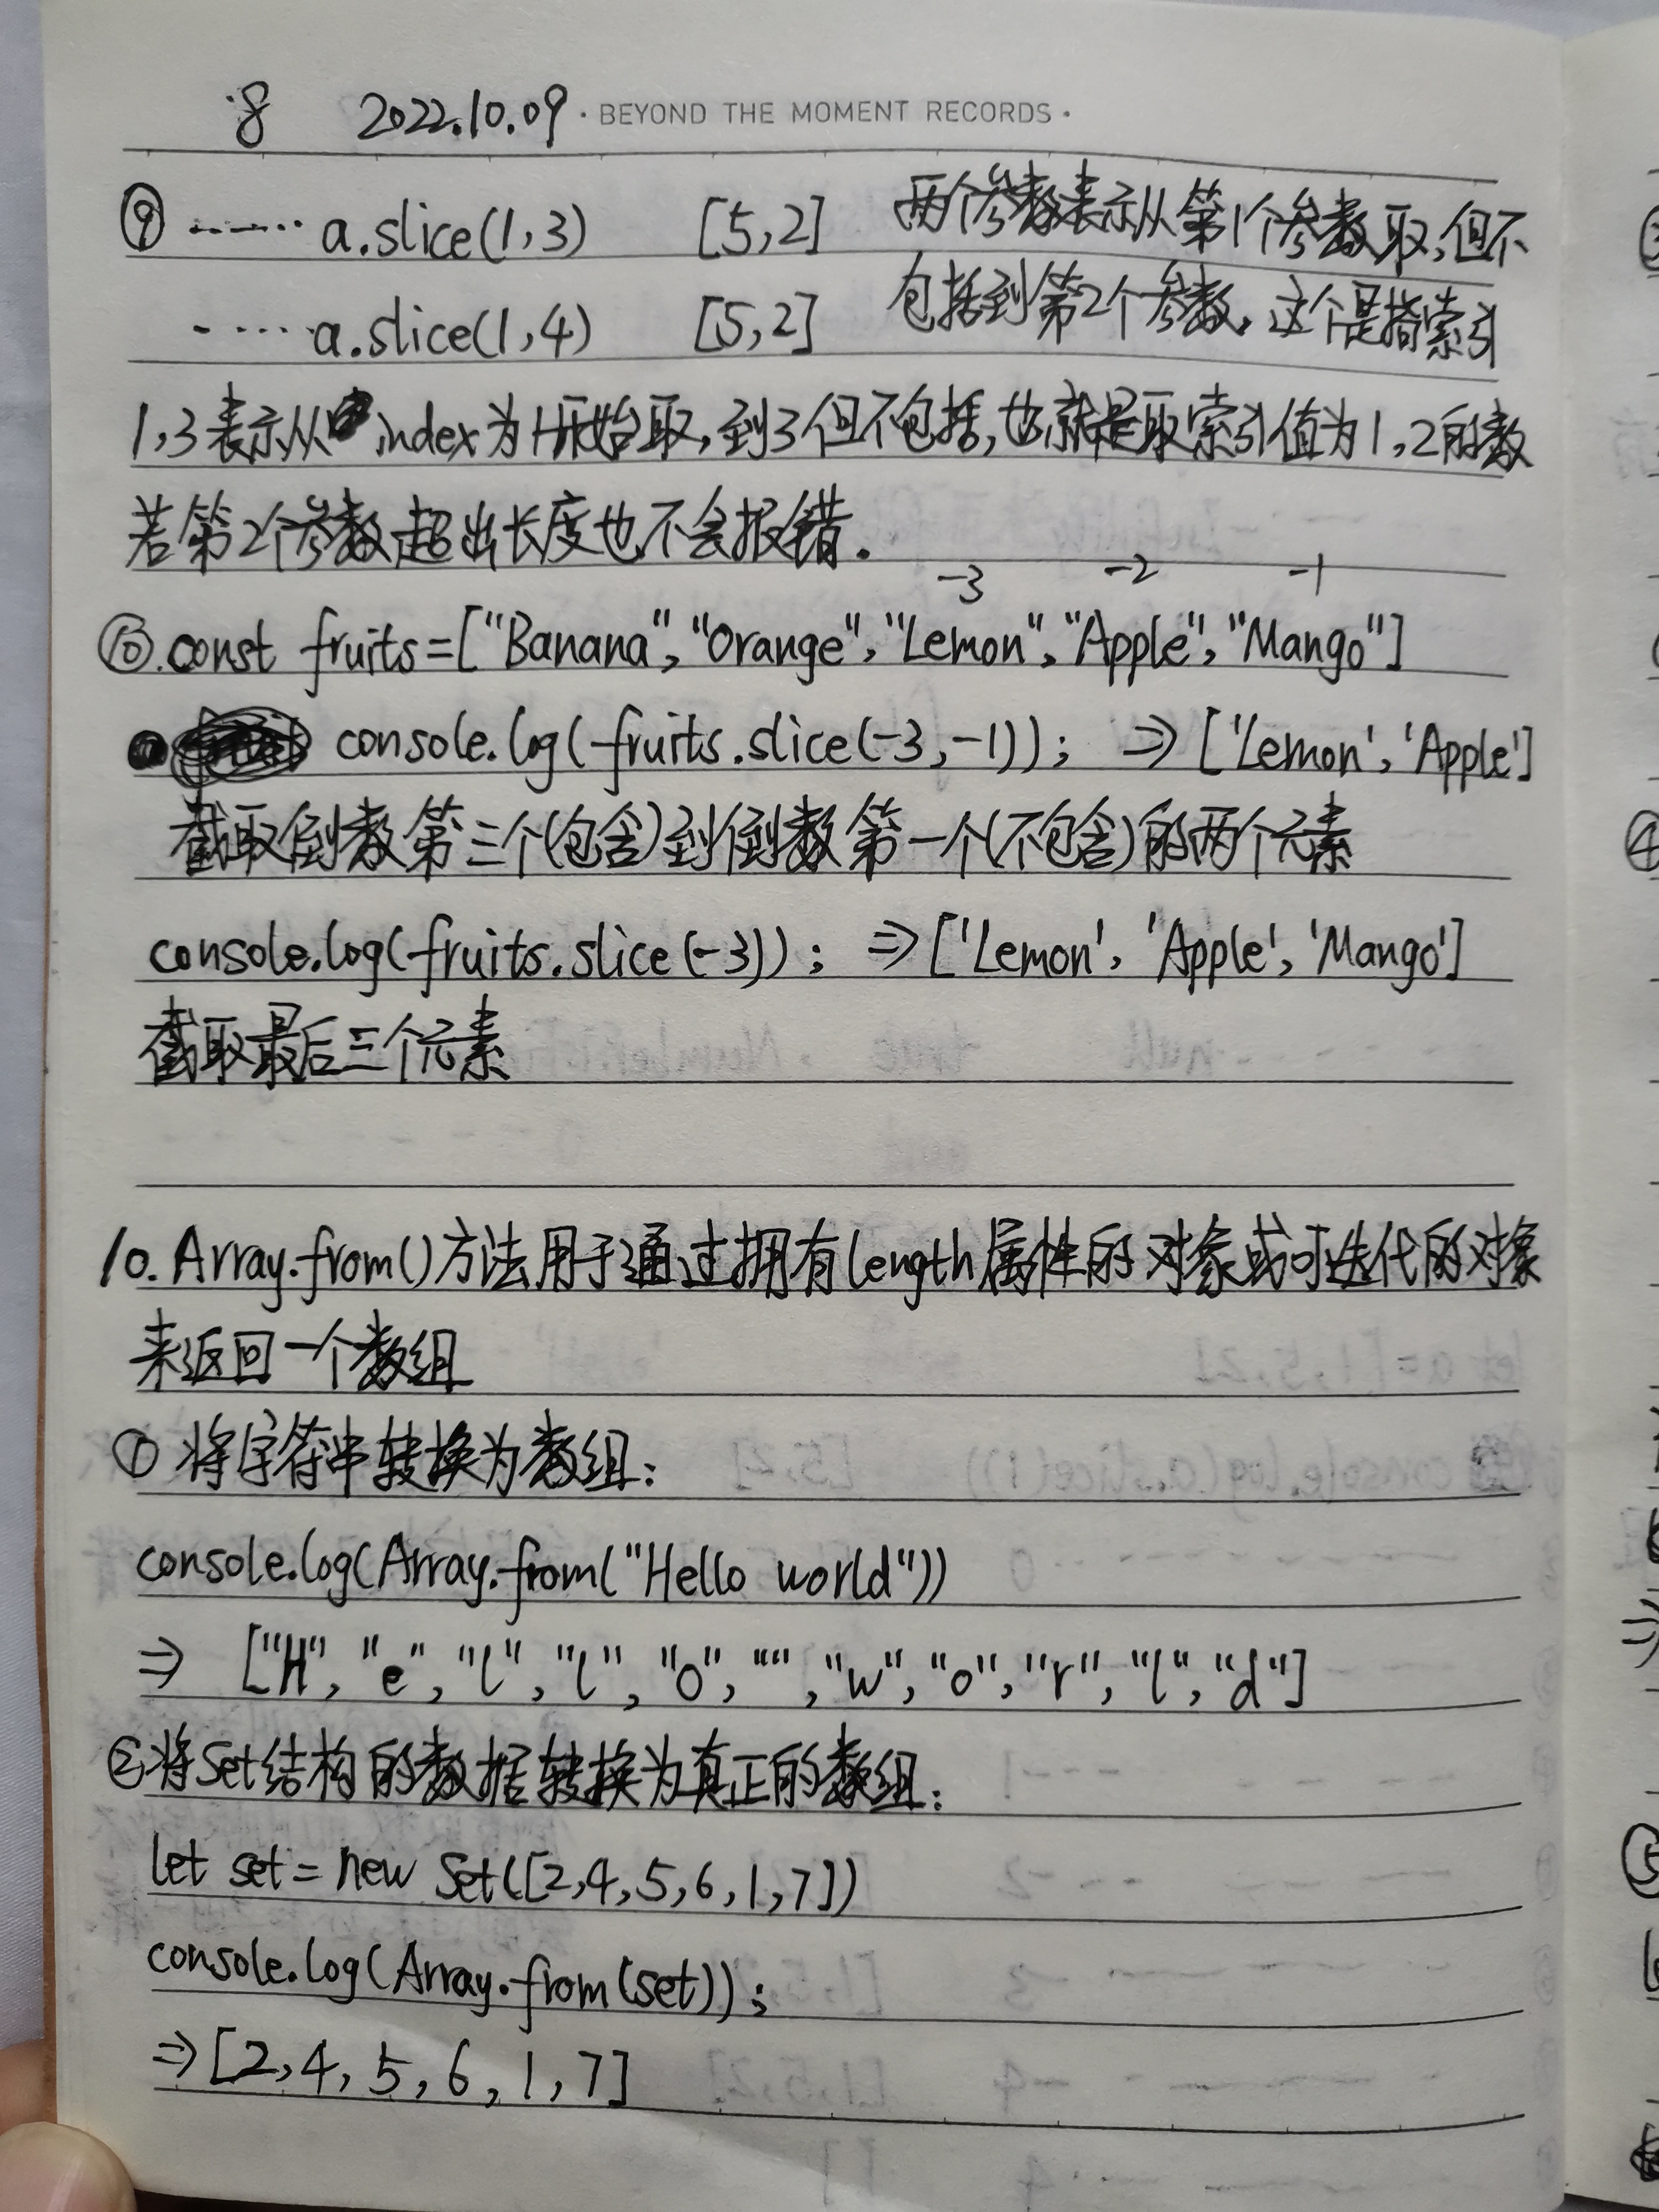 8 2022.10.09 · BEYOND THE MOMENT RECORDS ·
⑨ ------- a.slice(1,3) [5,2] 两个参数表示从第1个参数取,但不
- ···· a.slice(1,4) [5,2] 包括到第2个参数,这个是指索引
1,3表示从index为1开始取,到3但不包括,也就是取索引值为1,2的数
若第2个参数超出长度也不会报错.
-3 -2 -1
⑩.const fruits=["Banana","Orange","Lemon","Apple","Mango"]
console.log(fruits.slice(-3,-1)); => ['Lemon','Apple']
截取倒数第三个(包含)到倒数第一个(不包含)的两个元素
console.log(fruits.slice(-3)); =>['Lemon','Apple','Mango']
截取最后三个元素
10. Array.from()方法用于通过拥有length属性的对象或可迭代的对象
来返回一个数组
① 将字符串转换为数组:
console.log(Array.from("Hello world"))
=> ["H","e","l","l","o","","w","o","r","l","d"]
②将Set结构的数据转换为真正的数组:
let set = new Set([2,4,5,6,1,7])
console.log(Array.from(set));
=>[2,4,5,6,1,7]